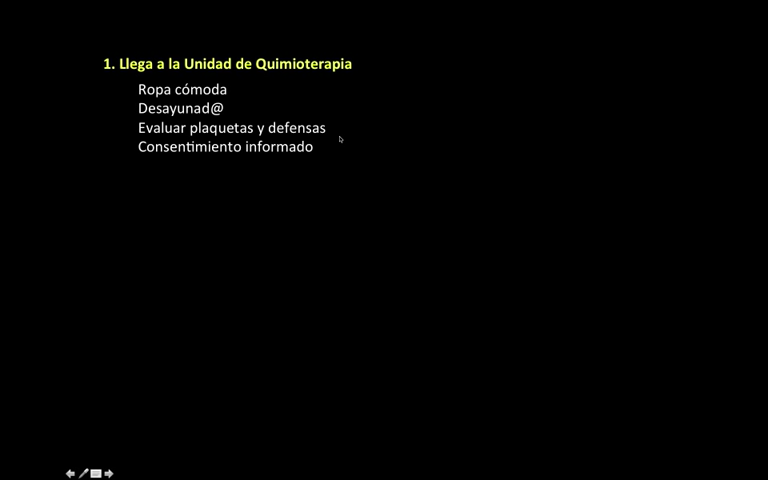 1. Llega a la Unidad de Quimioterapia
Ropa cómoda
Desayunad@
Evaluar plaquetas y defensas
Consentimiento informado